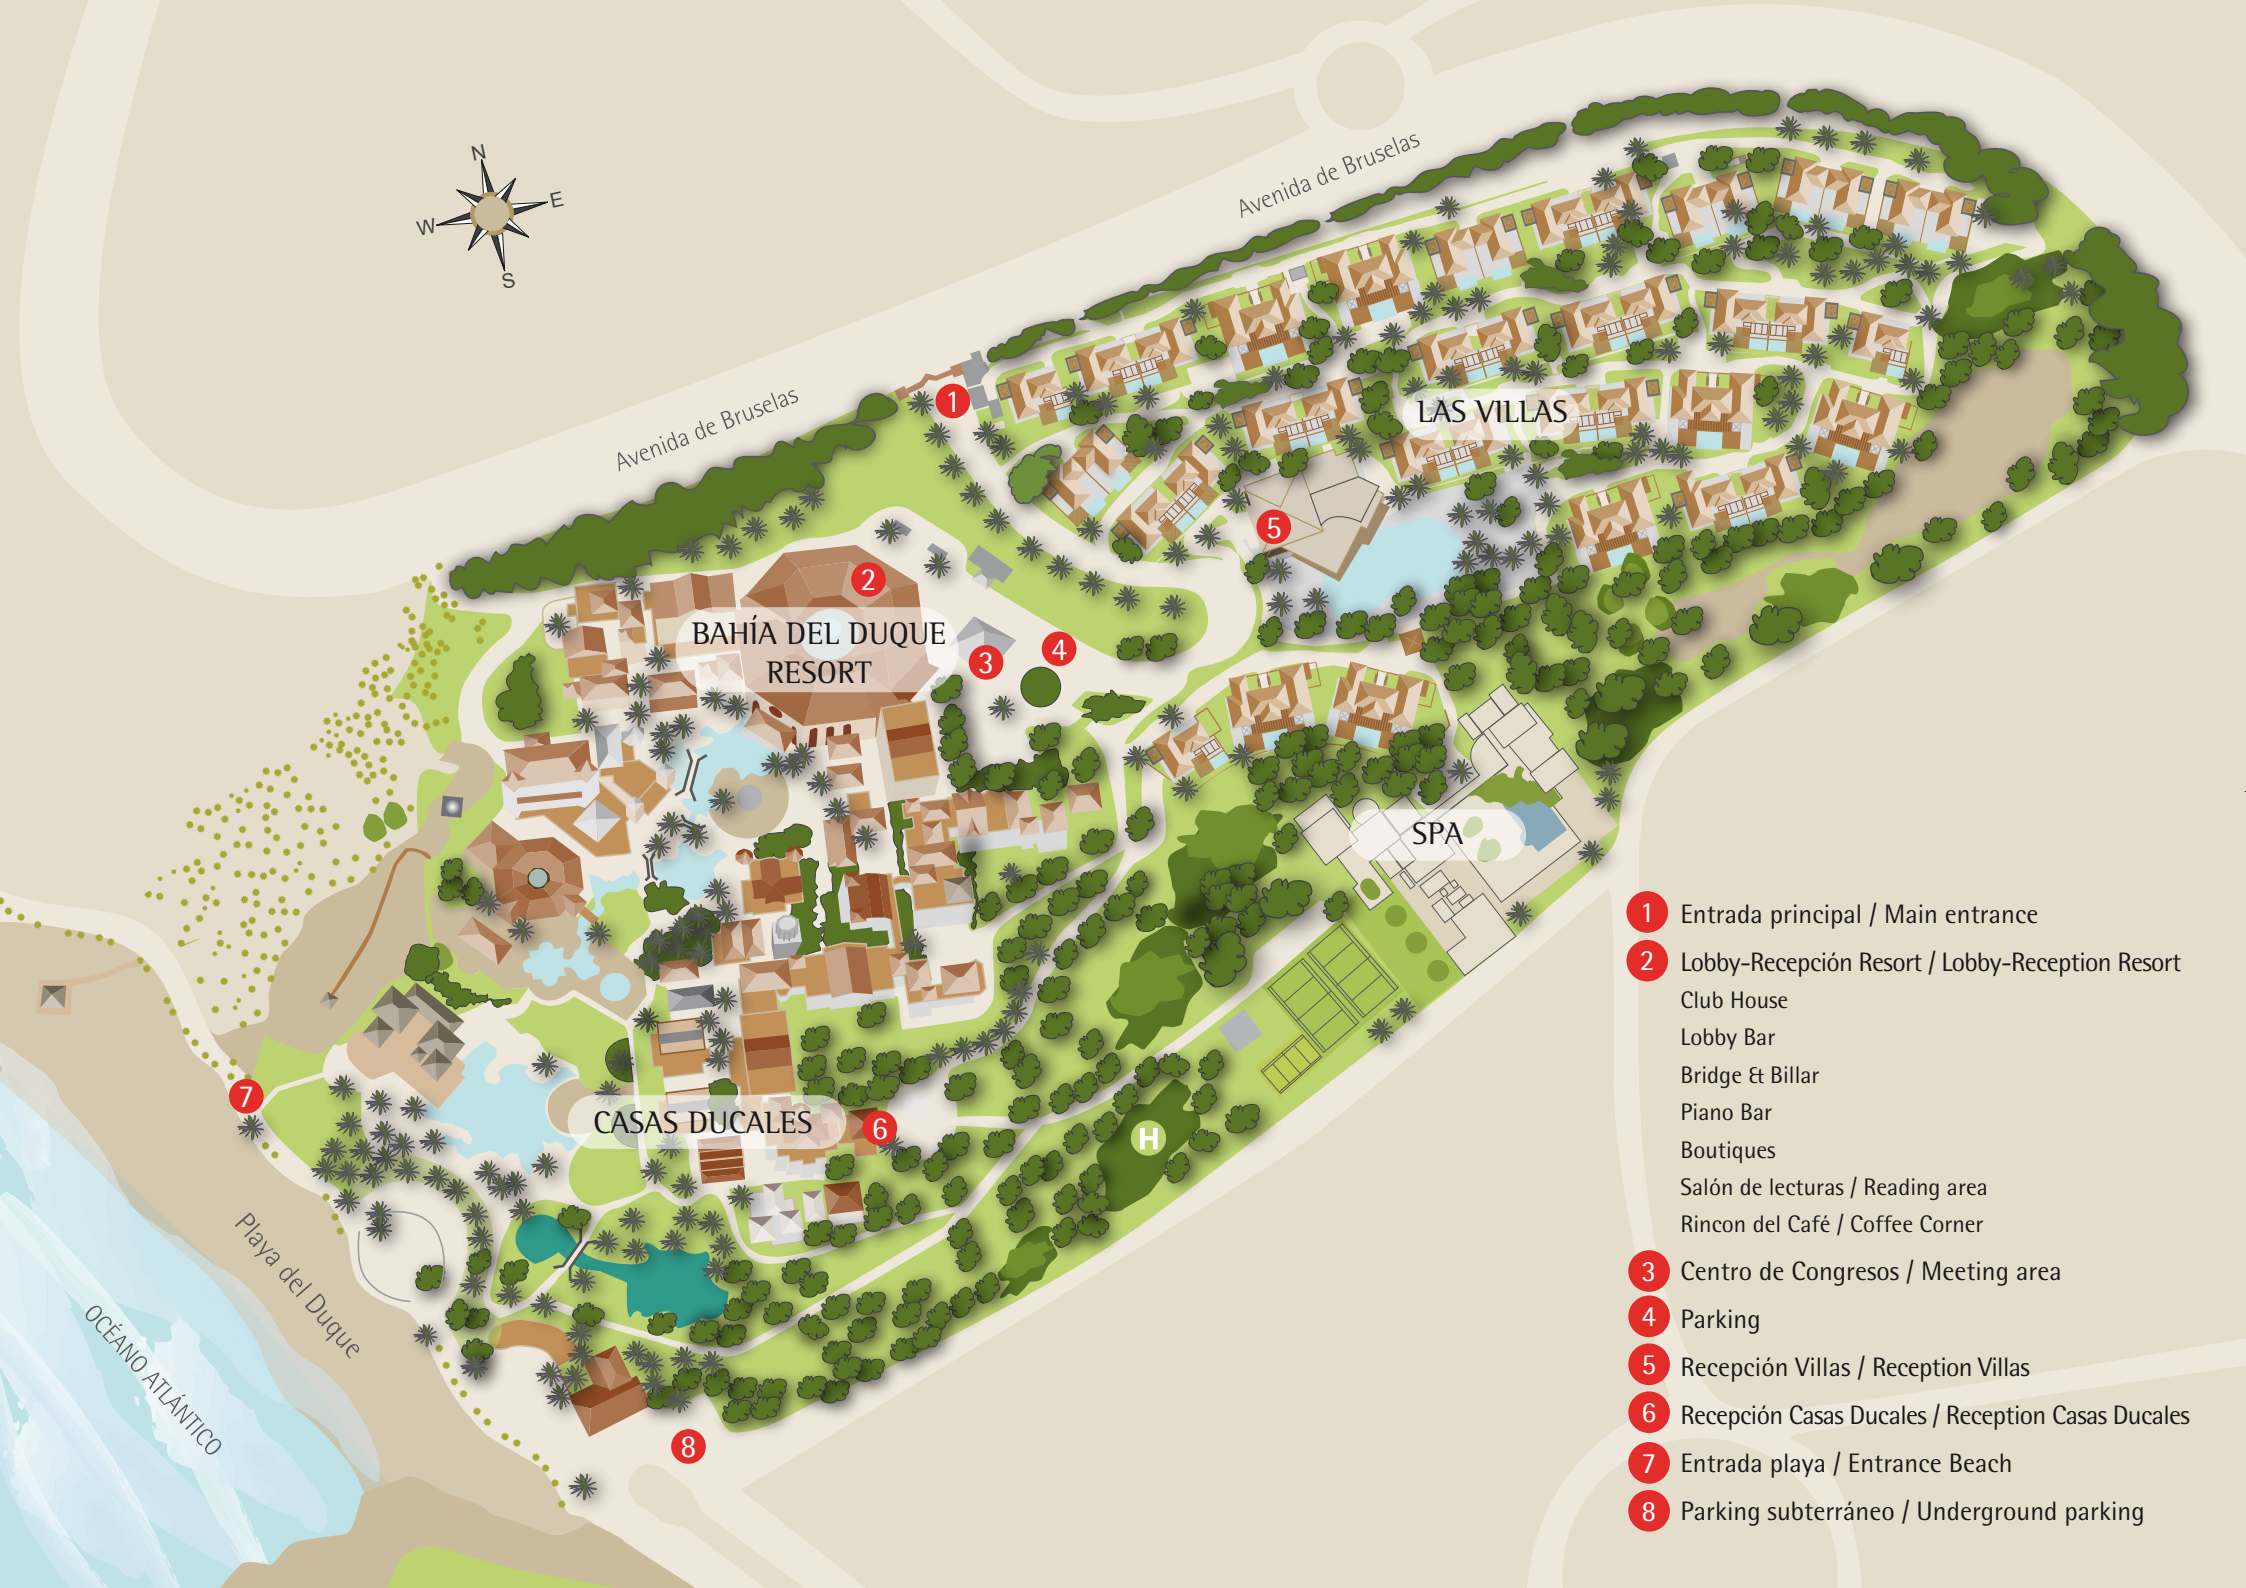 N
W
E
S
Avenida de Bruselas
Avenida de Bruselas
1
LAS VILLAS
5
2
BAHÍA DEL DUQUE
RESORT
3
4
SPA
7
CASAS DUCALES
6
H
Playa del Duque
OCÉANO ATLÁNTICO
8
1 Entrada principal / Main entrance
2 Lobby-Recepción Resort / Lobby-Reception Resort
Club House
Lobby Bar
Bridge & Billar
Piano Bar
Boutiques
Salón de lecturas / Reading area
Rincon del Café / Coffee Corner
3 Centro de Congresos / Meeting area
4 Parking
5 Recepción Villas / Reception Villas
6 Recepción Casas Ducales / Reception Casas Ducales
7 Entrada playa / Entrance Beach
8 Parking subterráneo / Underground parking